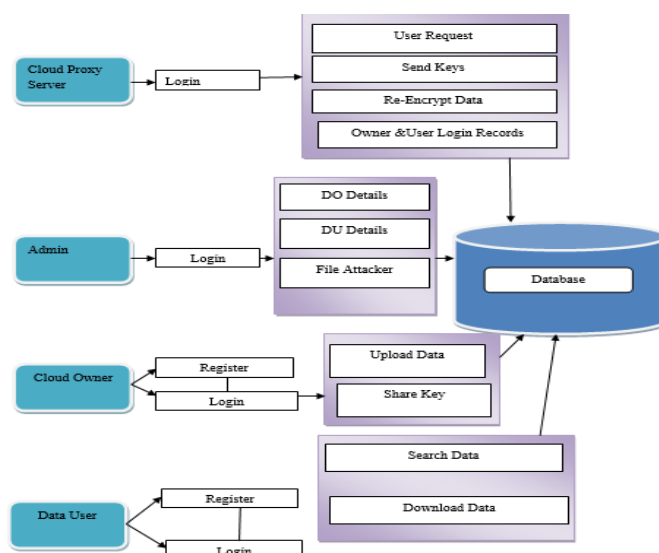 User Request
Cloud Proxy
Server
Login
Send Keys
Re-Encrypt Data
Owner &User Login Records
DO Details
Admin
Login
DU Details
File Attacker
Database
Cloud Owner
Register
Login
Upload Data
Share Key
Search Data
Data User
Register
Login
Download Data